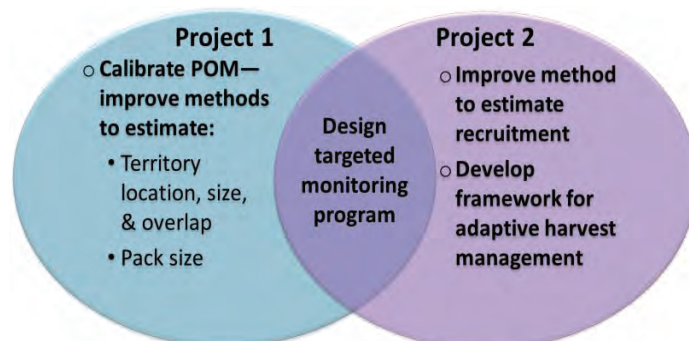 Project 1
○ Calibrate POM—
improve methods
to estimate:
• Territory
location, size,
& overlap
• Pack size
Design
targeted
monitoring
program
Project 2
○ Improve method
to estimate
recruitment
○ Develop
framework for
adaptive harvest
management